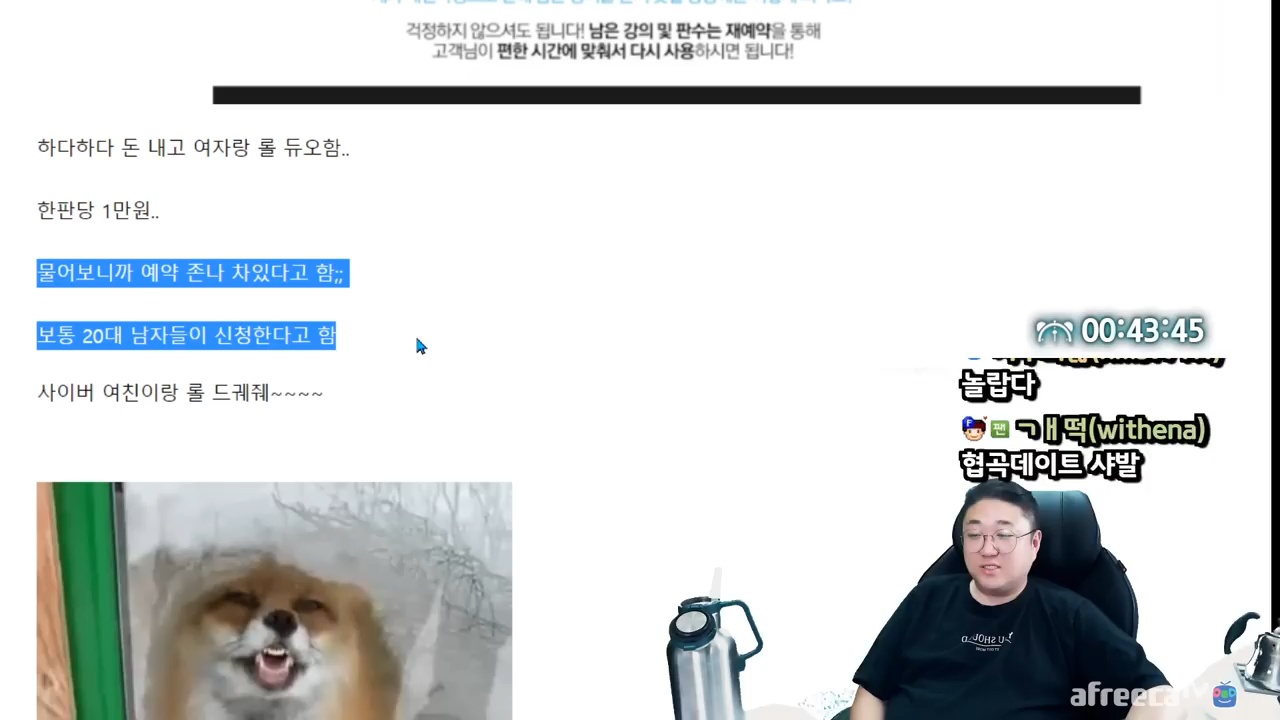 걱정하지 않으셔도 됩니다! 남은 강의 및 판수는 재예약을 통해
고객님이 편한 시간에 맞춰서 다시 사용하시면 됩니다!
하다하다 돈 내고 여자랑 롤 듀오함..
한판당 1만원..
물어보니까 예약 존나 차있다고 함;;
보통 20대 남자들이 신청한다고 함
사이버 여친이랑 롤 드궤줴~~~~
00:43:45
놀랍다
팬 ㄱㅐ떡(withena)
협곡데이트 샤발
afreecaTV